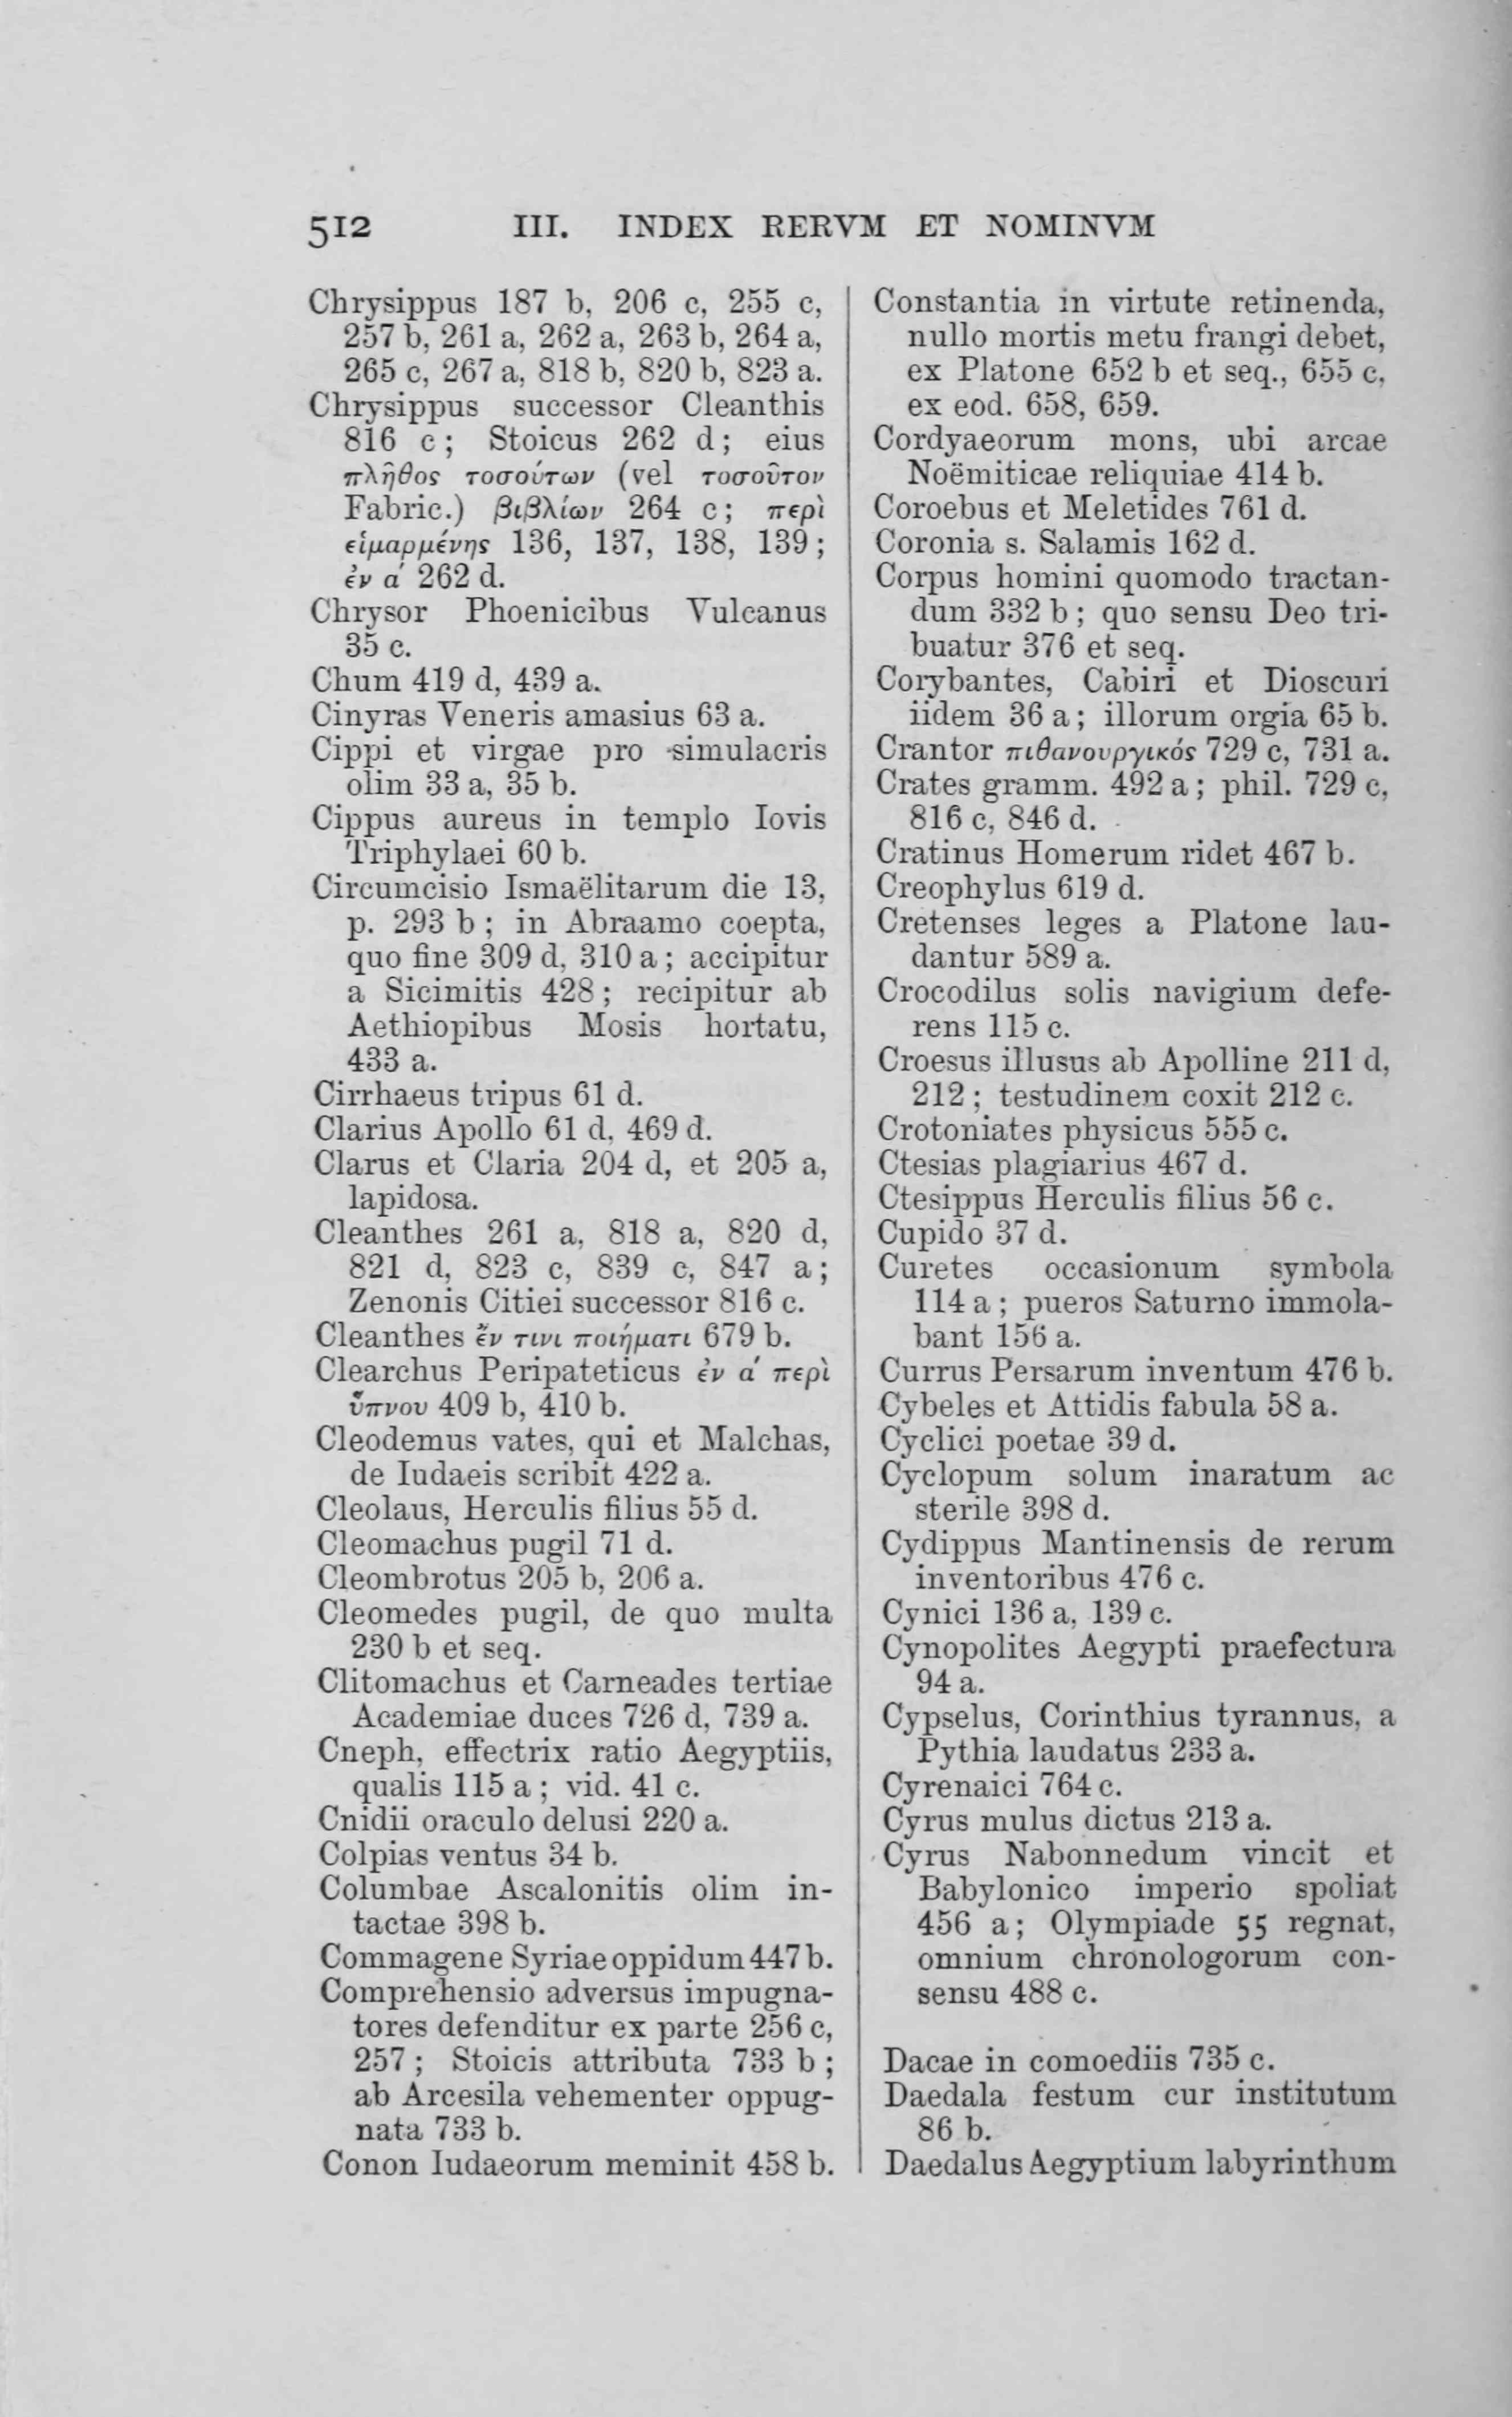 512 III. INDEX RERVM ET NOMINVM
Chrysippus 187 b, 206 c, 255 c,
257 b, 261 a, 262 a, 263 b, 264 a,
265 c, 267 a, 818 b, 820 b, 823 a.
Chrysippus successor Cleanthis
816 c; Stoicus 262 d; eius
πλῆθος τοσούτων (vel τοσοῦτον
Fabric.) βιβλίων 264 c; περὶ
εἱμαρμένης 136, 137, 138, 139;
ἐν α´ 262 d.
Chrysor Phoenicibus Vulcanus
35 c.
Chum 419 d, 439 a.
Cinyras Veneris amasius 63 a.
Cippi et virgae pro simulacris
olim 33 a, 35 b.
Cippus aureus in templo Iovis
Triphylaei 60 b.
Circumcisio Ismaëlitarum die 13,
p. 293 b; in Abraamo coepta,
quo fine 309 d, 310 a; accipitur
a Sicimitis 428; recipitur ab
Aethiopibus Mosis hortatu,
433 a.
Cirrhaeus tripus 61 d.
Clarius Apollo 61 d, 469 d.
Clarus et Claria 204 d, et 205 a,
lapidosa.
Cleanthes 261 a, 818 a, 820 d,
821 d, 823 c, 839 c, 847 a;
Zenonis Citiei successor 816 c.
Cleanthes ἔν τινι ποιήματι 679 b.
Clearchus Peripateticus ἐν α´ περὶ
ὕπνου 409 b, 410 b.
Cleodemus vates, qui et Malchas,
de Iudaeis scribit 422 a.
Cleolaus, Herculis filius 55 d.
Cleomachus pugil 71 d.
Cleombrotus 205 b, 206 a.
Cleomedes pugil, de quo multa
230 b et seq.
Clitomachus et Carneades tertiae
Academiae duces 726 d, 739 a.
Cneph, effectrix ratio Aegyptiis,
qualis 115 a; vid. 41 c.
Cnidii oraculo delusi 220 a.
Colpias ventus 34 b.
Columbae Ascalonitis olim in-
tactae 398 b.
Commagene Syriae oppidum 447 b.
Comprehensio adversus impugna-
tores defenditur ex parte 256 c,
257; Stoicis attributa 733 b;
ab Arcesila vehementer oppug-
nata 733 b.
Conon Iudaeorum meminit 458 b.
Constantia in virtute retinenda,
nullo mortis metu frangi debet,
ex Platone 652 b et seq., 655 c,
ex eod. 658, 659.
Cordyaeorum mons, ubi arcae
Noëmiticae reliquiae 414 b.
Coroebus et Meletides 761 d.
Coronia s. Salamis 162 d.
Corpus homini quomodo tractan-
dum 332 b; quo sensu Deo tri-
buatur 376 et seq.
Corybantes, Cabiri et Dioscuri
iidem 36 a; illorum orgia 65 b.
Crantor πιθανουργικός 729 c, 731 a.
Crates gramm. 492 a; phil. 729 c,
816 c, 846 d.
Cratinus Homerum ridet 467 b.
Creophylus 619 d.
Cretenses leges a Platone lau-
dantur 589 a.
Crocodilus solis navigium defe-
rens 115 c.
Croesus illusus ab Apolline 211 d,
212; testudinem coxit 212 c.
Crotoniates physicus 555 c.
Ctesias plagiarius 467 d.
Ctesippus Herculis filius 56 c.
Cupido 37 d.
Curetes occasionum symbola
114 a; pueros Saturno immola-
bant 156 a.
Currus Persarum inventum 476 b.
Cybeles et Attidis fabula 58 a.
Cyclici poetae 39 d.
Cyclopum solum inaratum ac
sterile 398 d.
Cydippus Mantinensis de rerum
inventoribus 476 c.
Cynici 136 a, 139 c.
Cynopolites Aegypti praefectura
94 a.
Cypselus, Corinthius tyrannus, a
Pythia laudatus 233 a.
Cyrenaici 764 c.
Cyrus mulus dictus 213 a.
Cyrus Nabonnedum vincit et
Babylonico imperio spoliat
456 a; Olympiade 55 regnat,
omnium chronologorum con-
sensu 488 c.
Dacae in comoediis 735 c.
Daedala festum cur institutum
86 b.
Daedalus Aegyptium labyrinthum